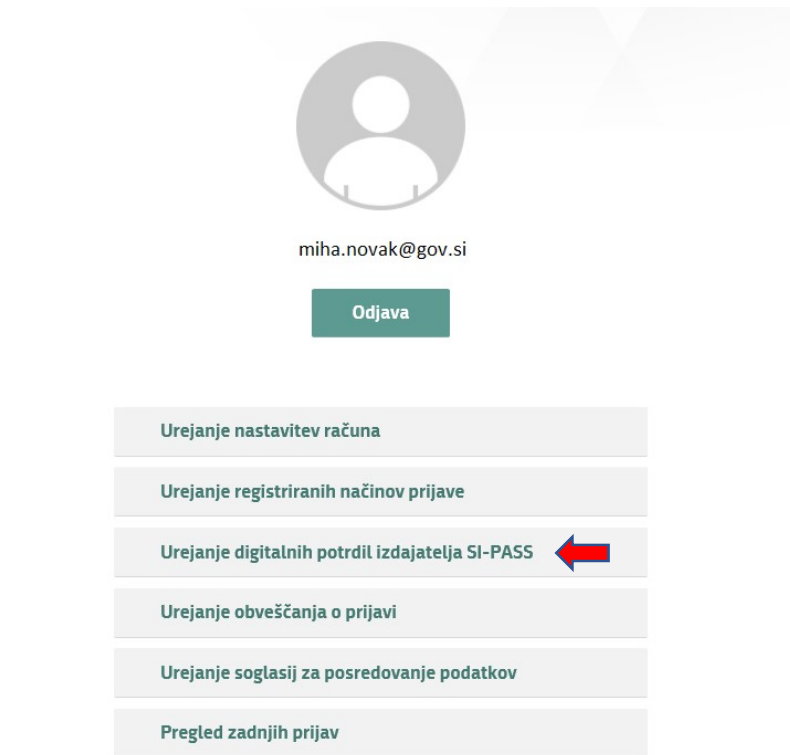 miha.novak@gov.si
Odjava
Urejanje nastavitev računa
Urejanje registriranih načinov prijave
Urejanje digitalnih potrdil izdajatelja SI-PASS
Urejanje obveščanja o prijavi
Urejanje soglasij za posredovanje podatkov
Pregled zadnjih prijav